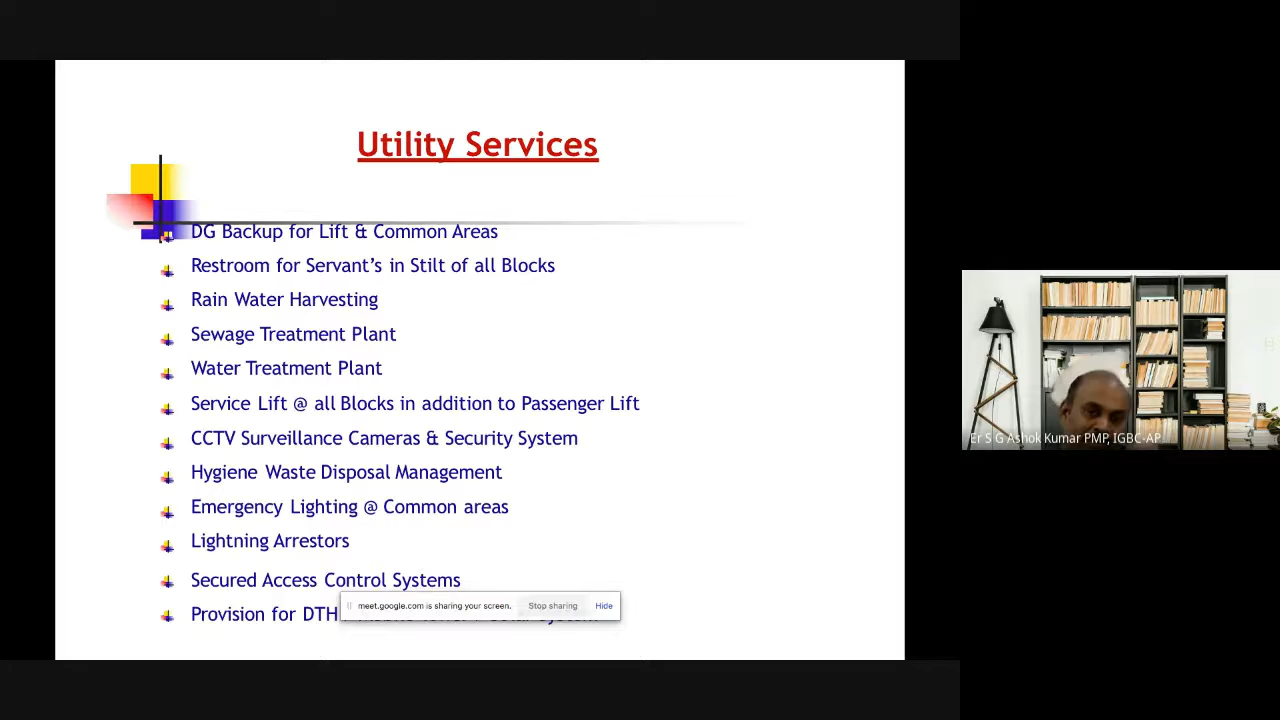 Utility Services
DG Backup for Lift & Common Areas
Restroom for Servant's in Stilt of all Blocks
Rain Water Harvesting
Sewage Treatment Plant
Water Treatment Plant
Service Lift @ all Blocks in addition to Passenger Lift
CCTV Surveillance Cameras & Security System
Hygiene Waste Disposal Management
Emergency Lighting @ Common areas
Lightning Arrestors
Secured Access Control Systems
meet.google.com is sharing your screen. Stop sharing Hide
Provision for DTH
Er S G Ashok Kumar PMP, IGBC-AP